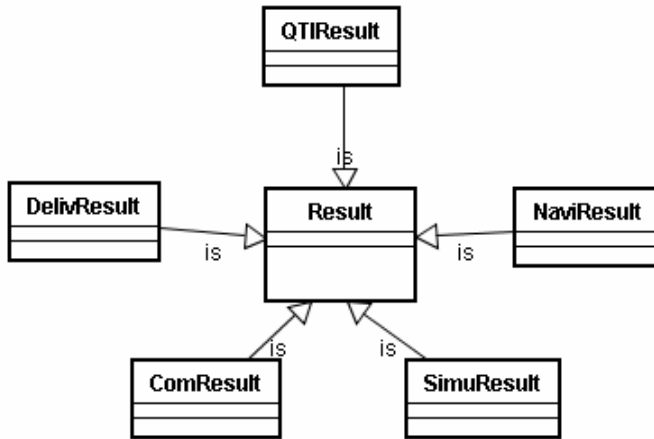 QTIResult
is
DelivResult
Result
NaviResult
is
is
is
is
ComResult
SimuResult